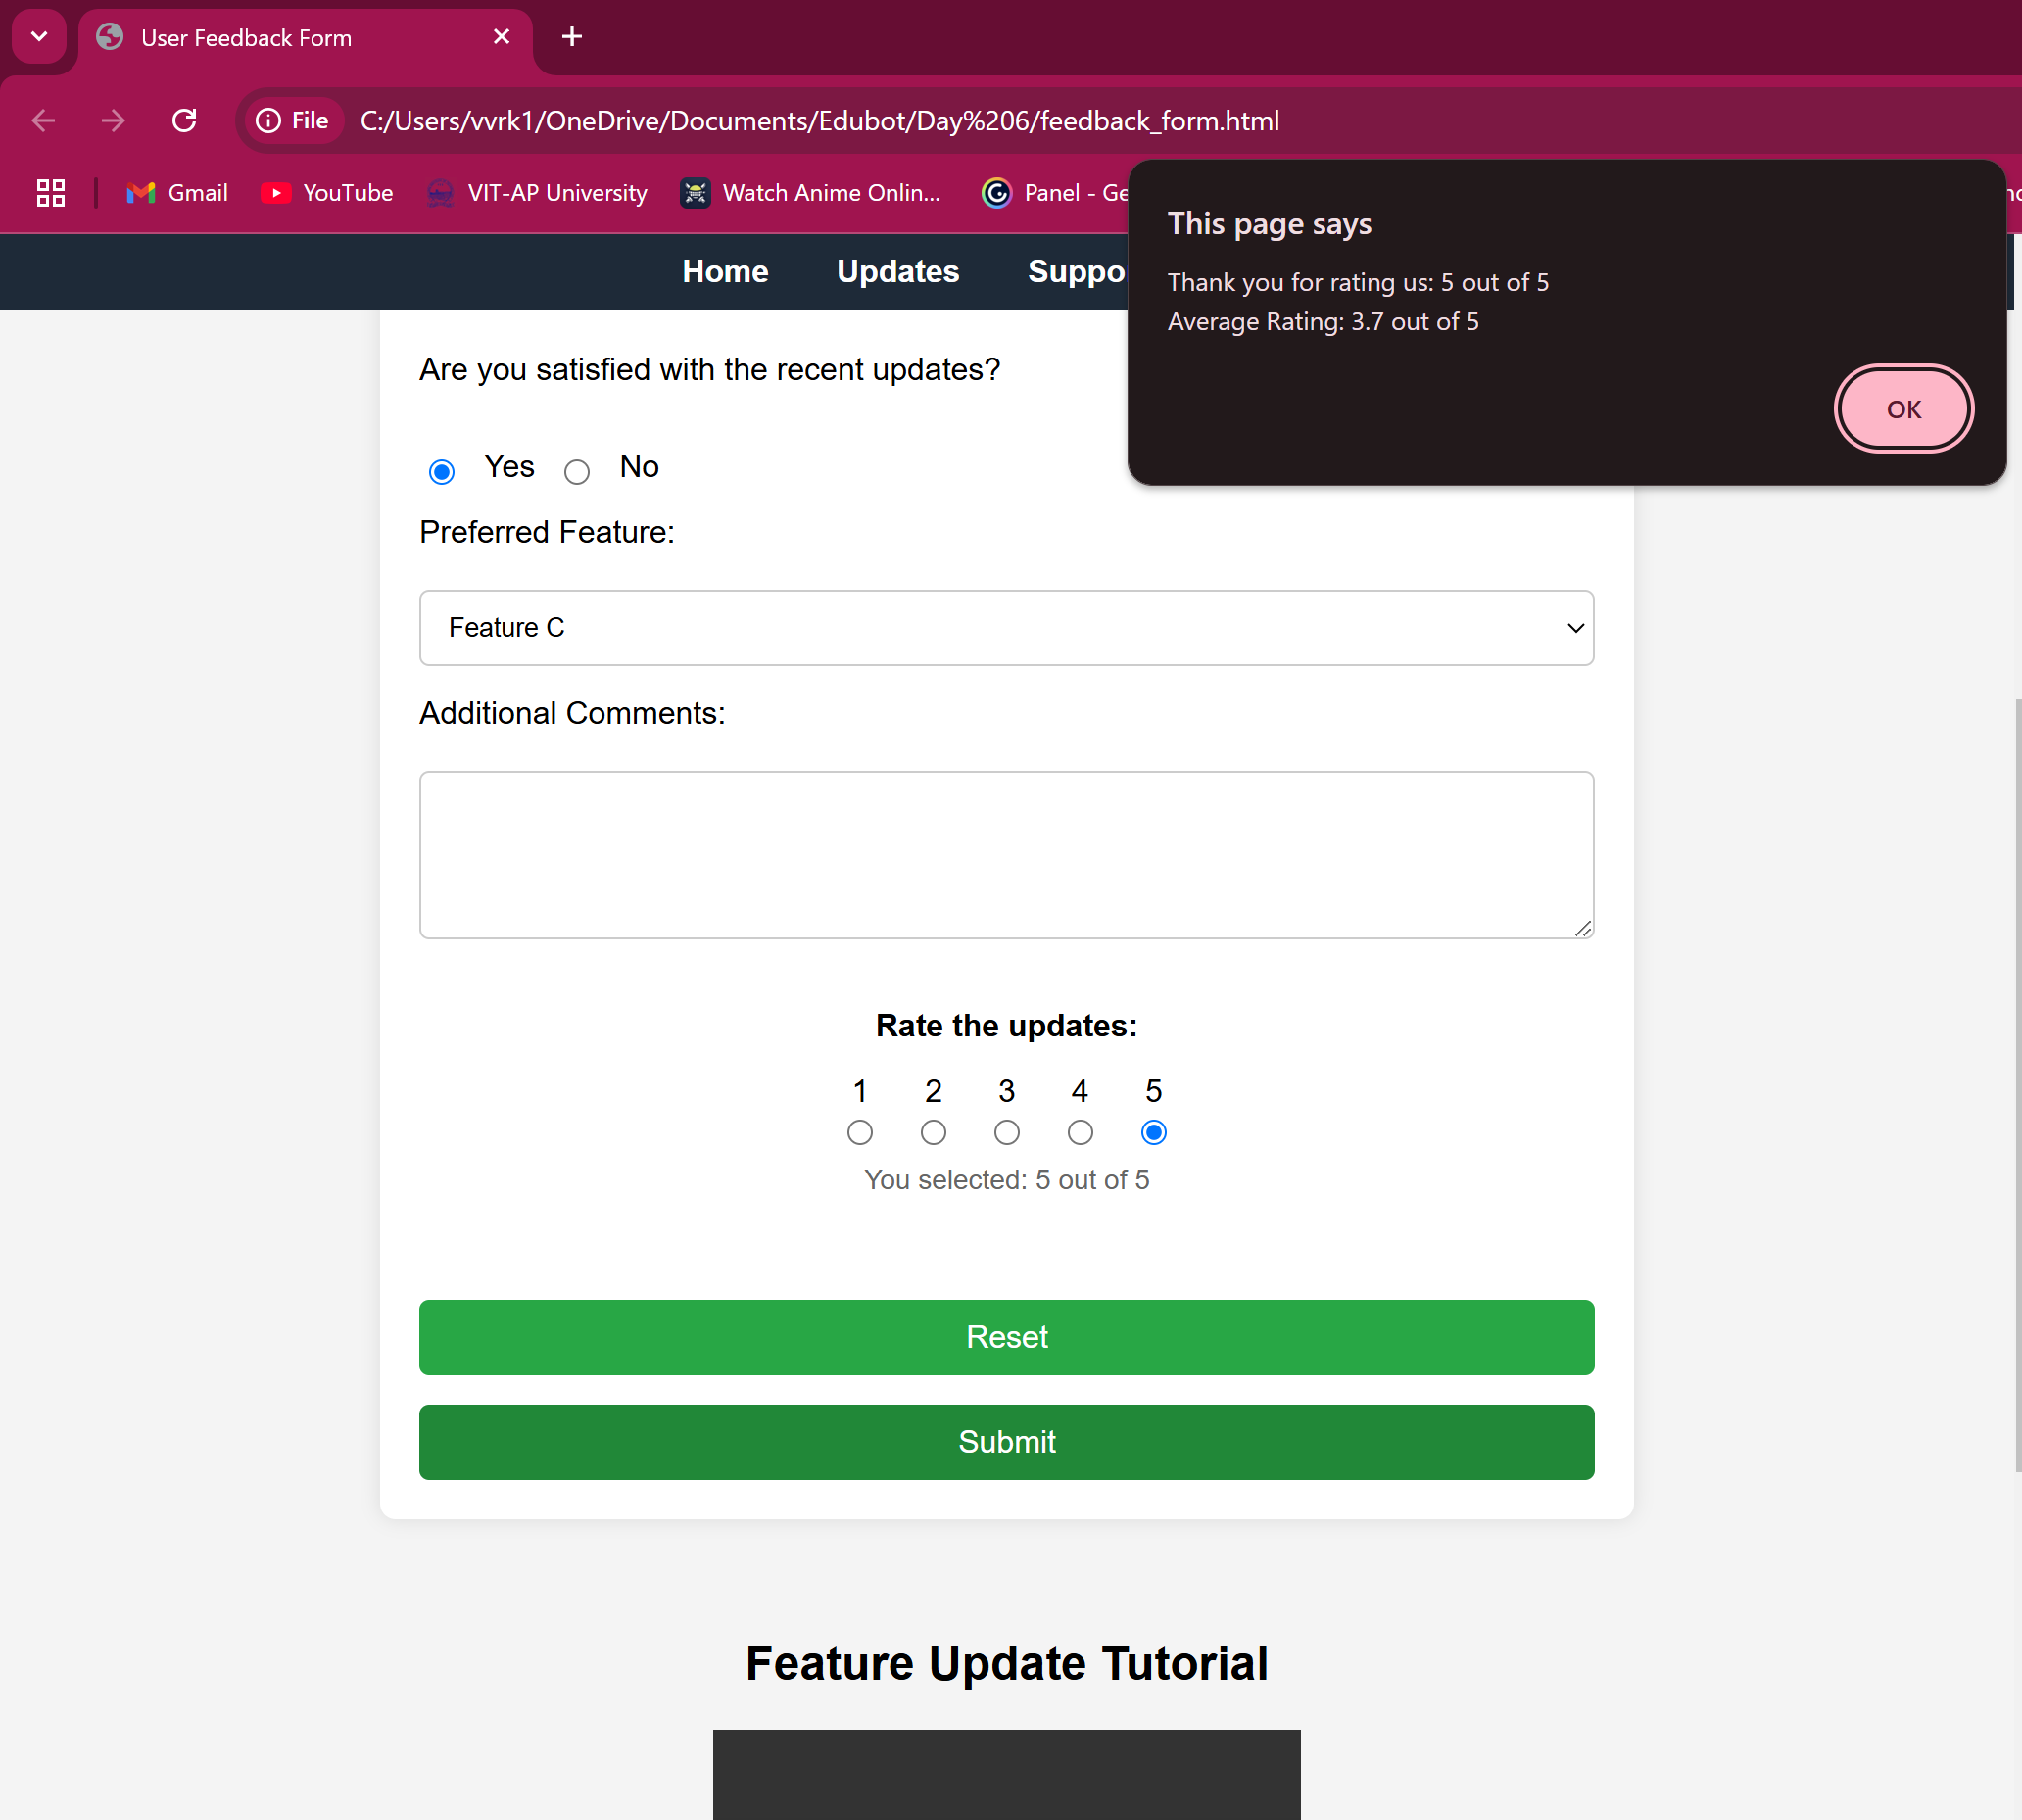 User Feedback Form
File C:/Users/vvrk1/OneDrive/Documents/Edubot/Day%206/feedback_form.html
Gmail YouTube VIT-AP University Watch Anime Onlin... Panel - Ge
Home Updates Suppo
This page says
Thank you for rating us: 5 out of 5
Average Rating: 3.7 out of 5
OK
Are you satisfied with the recent updates?
Yes No
Preferred Feature:
Feature C
Additional Comments:
Rate the updates:
1 2 3 4 5
You selected: 5 out of 5
Reset
Submit
Feature Update Tutorial